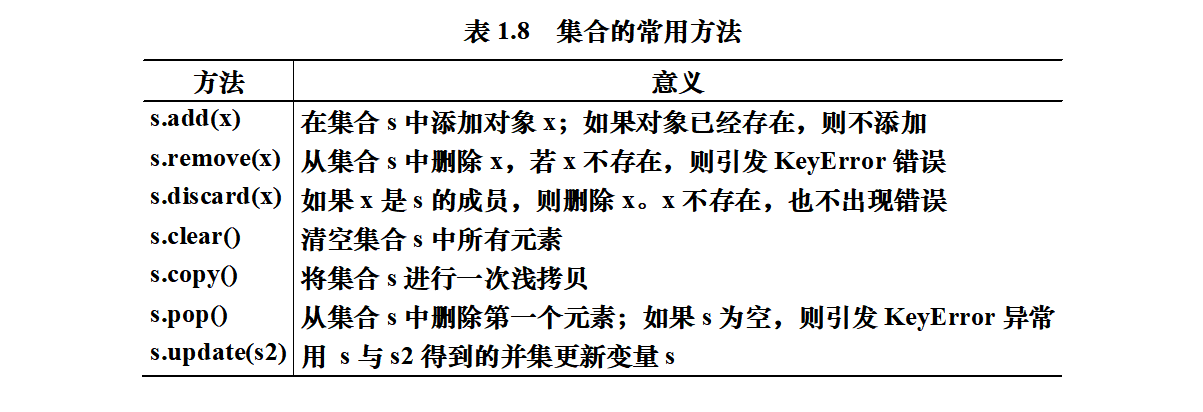 表 1.8 集合的常用方法
方法 意义
s.add(x) 在集合 s 中添加对象 x；如果对象已经存在，则不添加
s.remove(x) 从集合 s 中删除 x，若 x 不存在，则引发 KeyError 错误
s.discard(x) 如果 x 是 s 的成员，则删除 x。x 不存在，也不出现错误
s.clear() 清空集合 s 中所有元素
s.copy() 将集合 s 进行一次浅拷贝
s.pop() 从集合 s 中删除第一个元素；如果 s 为空，则引发 KeyError 异常
s.update(s2) 用 s 与 s2 得到的并集更新变量 s